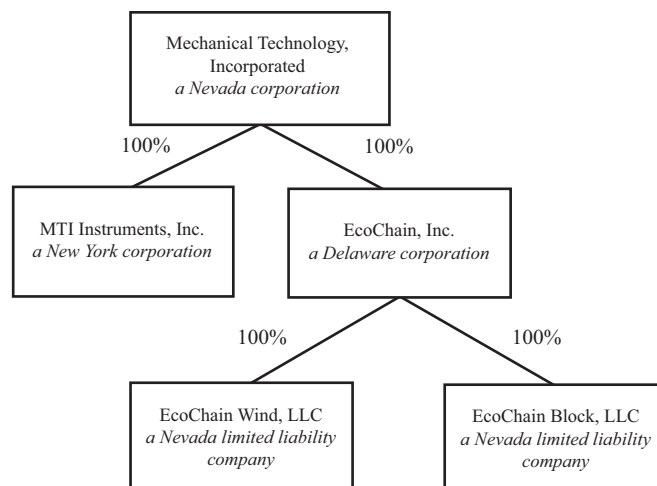 Mechanical Technology,
Incorporated
a Nevada corporation
100%
100%
MTI Instruments, Inc.
a New York corporation
EcoChain, Inc.
a Delaware corporation
100%
100%
EcoChain Wind, LLC
a Nevada limited liability
company
EcoChain Block, LLC
a Nevada limited liability
company